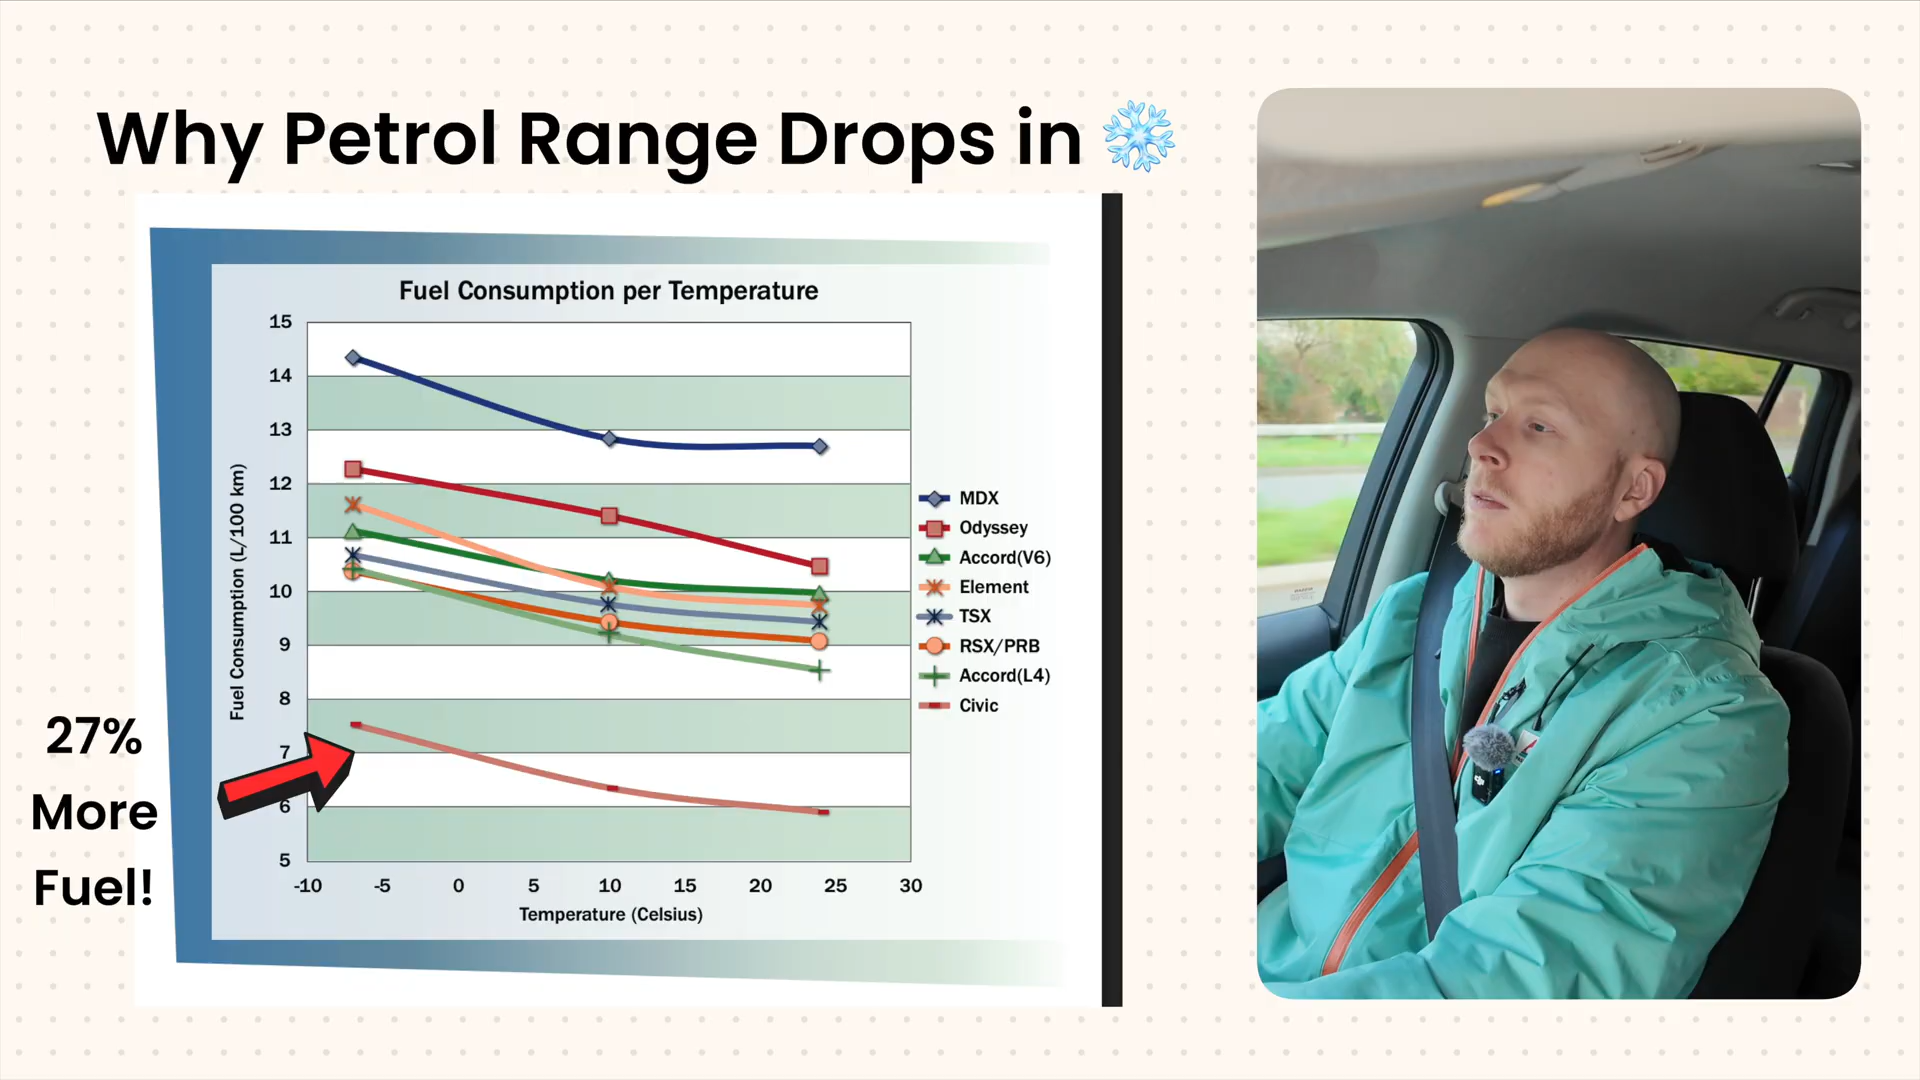 Why Petrol Range Drops in
Fuel Consumption per Temperature
15
14
13
12
11
10
9
8
7
6
5
Fuel Consumption (L/100 km)
-10 -5 0 5 10 15 20 25 30
Temperature (Celsius)
MDX
Odyssey
Accord(V6)
Element
TSX
RSX/PRB
Accord(L4)
Civic
27%
More
Fuel!